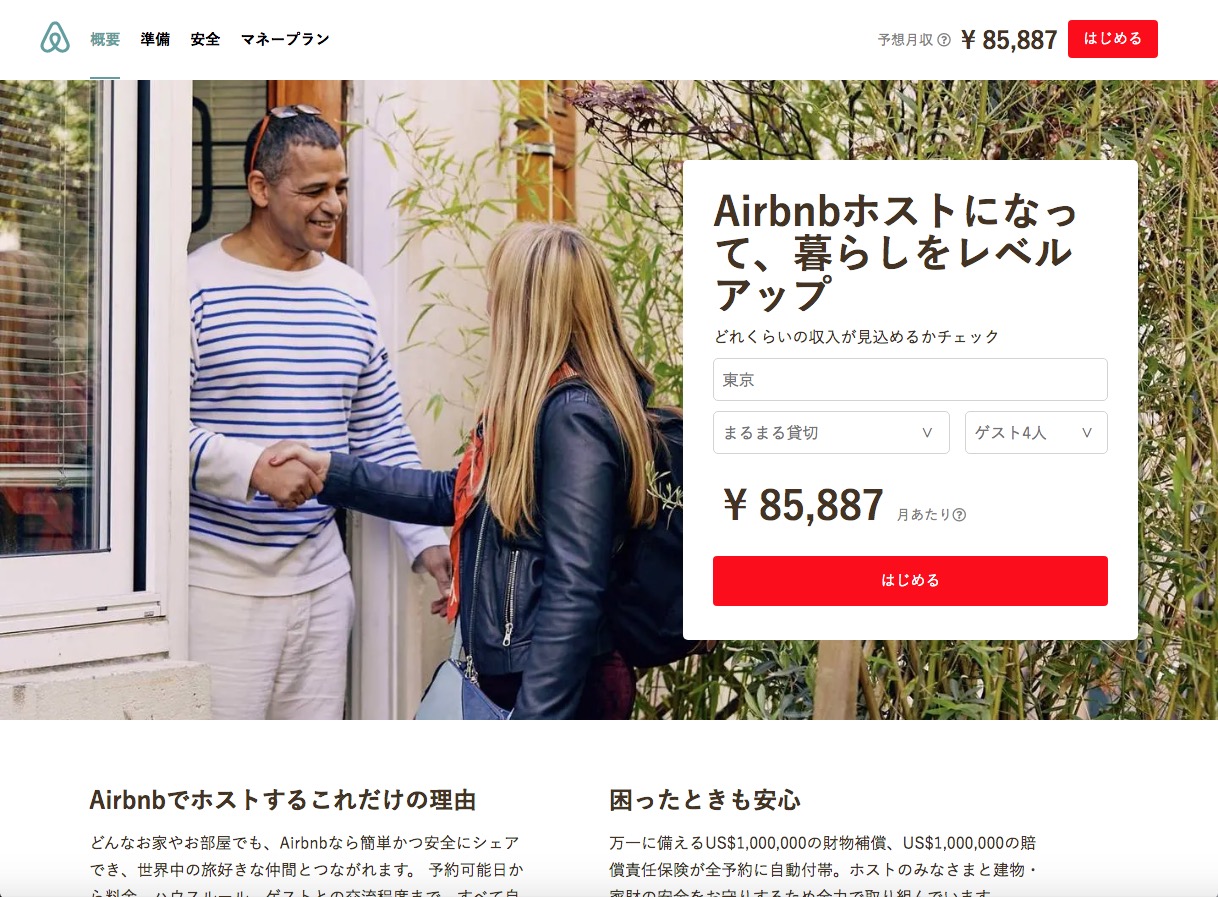 概要 準備 安全 マネープラン 予想月収 ? ¥ 85,887 はじめる
Airbnbホストになっ
て、暮らしをレベル
アップ
どれくらいの収入が見込めるかチェック
東京
まるまる貸切 ゲスト4人
¥ 85,887 月あたり?
はじめる
Airbnbでホストするこれだけの理由
どんなお家やお部屋でも、Airbnbなら簡単かつ安全にシェア
でき、世界中の旅好きな仲間とつながれます。 予約可能日か
ら料金、ハウスルール、ゲストとの交流程度まで、すべて自
困ったときも安心
万一に備えるUS$1,000,000の財物補償、US$1,000,000の賠
償責任保険が全予約に自動付帯。ホストのみなさまと建物・
家財の安全をお守りするため全力で取り組んでいます。